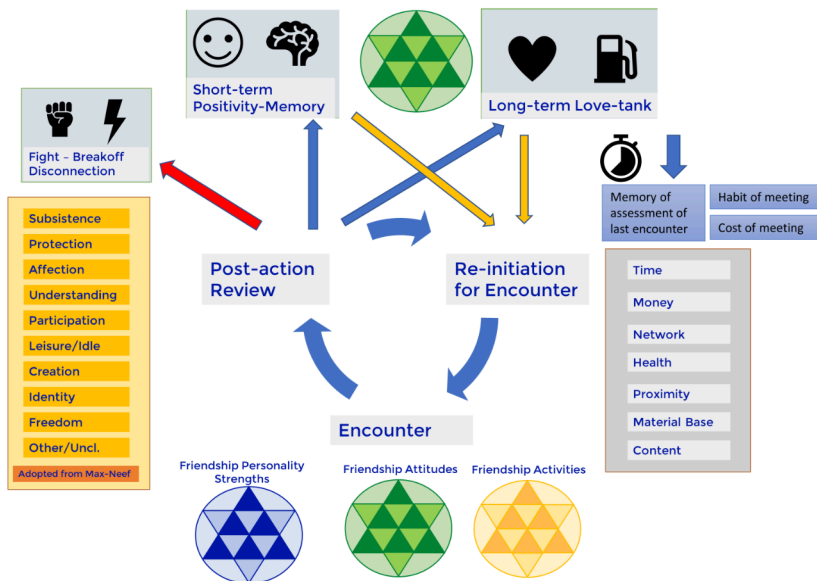 Short-term
Positivity-Memory
Long-term Love-tank
Fight – Breakoff
Disconnection
Memory of
assessment of
last encounter
Habit of meeting
Cost of meeting
Subsistence
Protection
Affection
Understanding
Participation
Leisure/Idle
Creation
Identity
Freedom
Other/Uncl.
Adopted from Max-Neef
Post-action
Review
Re-initiation
for Encounter
Time
Money
Network
Health
Proximity
Material Base
Content
Encounter
Friendship Personality
Strengths
Friendship Attitudes
Friendship Activities